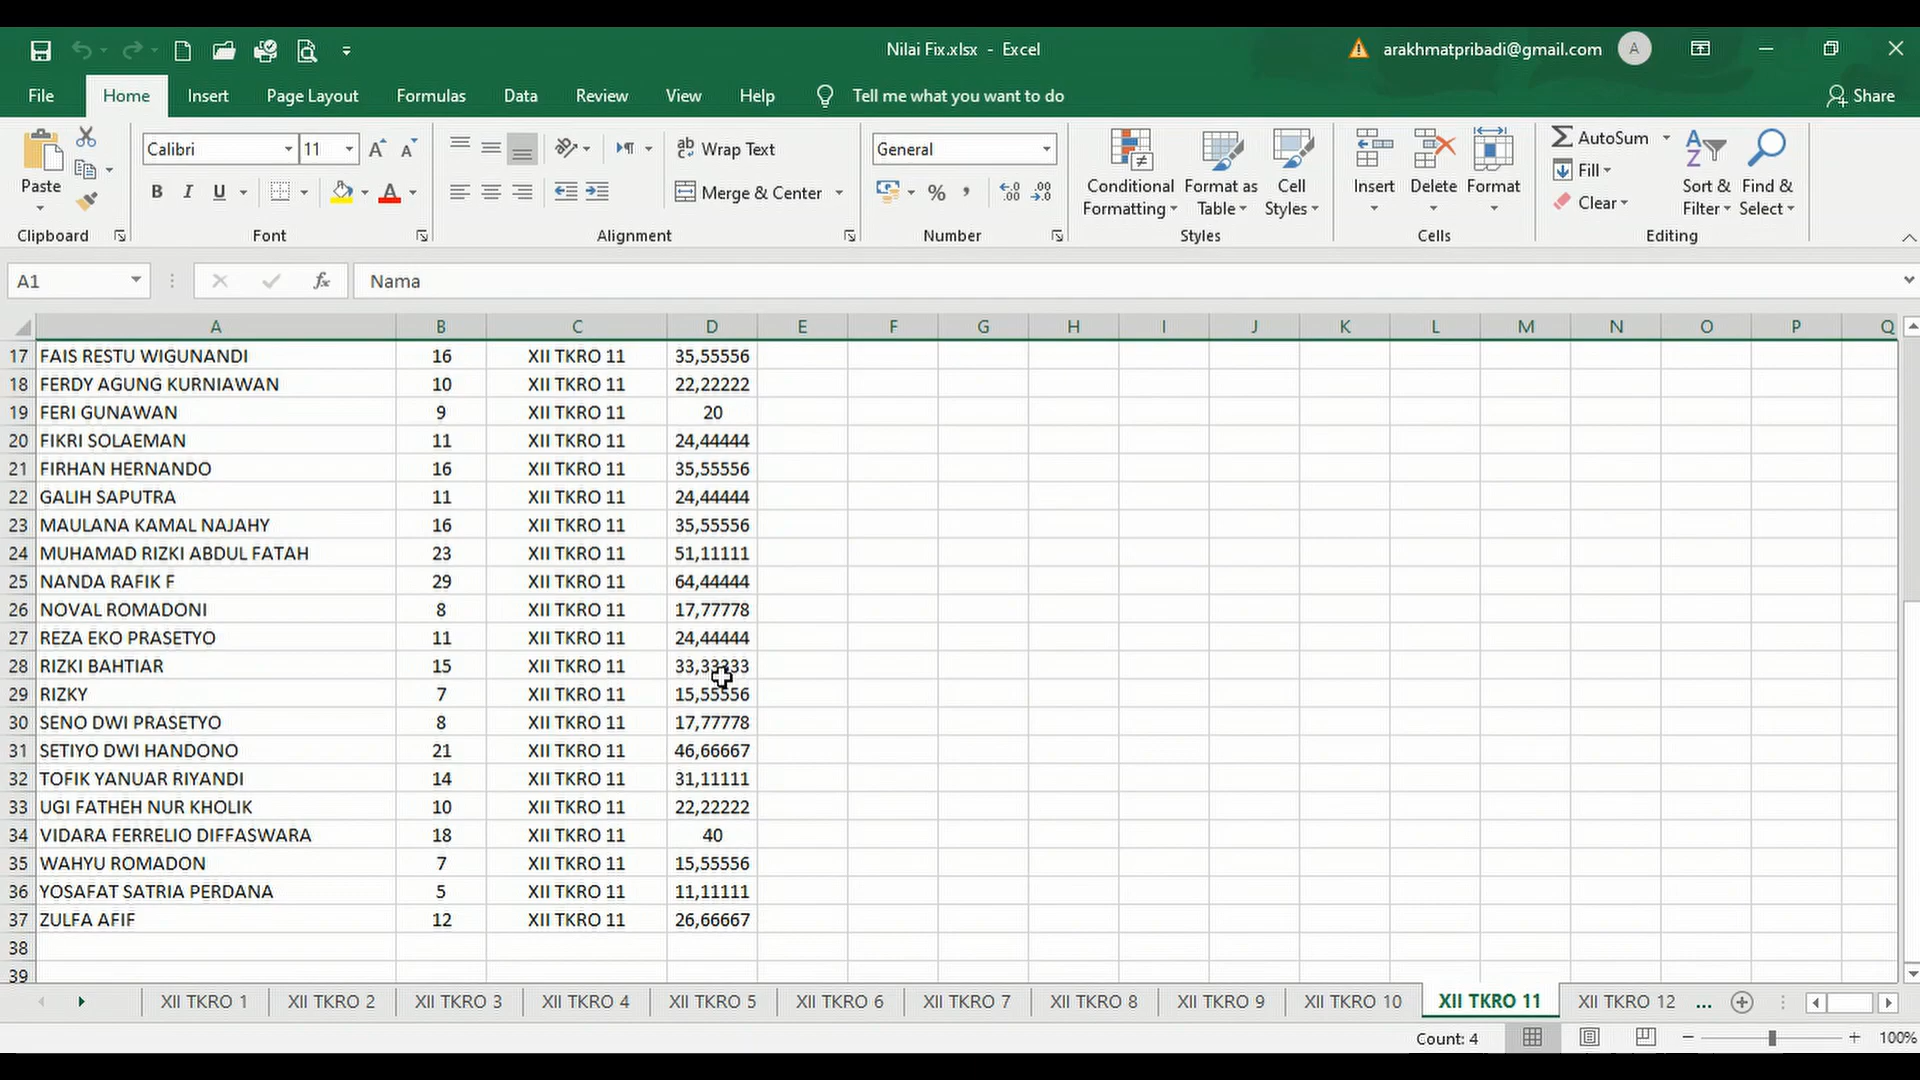 Nilai Fix.xlsx - Excel
arakhmatpribadi@gmail.com A
File Home Insert Page Layout Formulas Data Review View Help Tell me what you want to do Share
Paste Calibri 11 Wrap Text General Conditional Formatting Format as Table Cell Styles Insert Delete Format AutoSum Fill Clear Sort & Filter Find & Select
B I U Merge & Center %
Clipboard Font Alignment Number Styles Cells Editing
A1 fx Nama
A B C D E F G H I J K L M N O P Q
17 FAIS RESTU WIGUNANDI 16 XII TKRO 11 35,55556
18 FERDY AGUNG KURNIAWAN 10 XII TKRO 11 22,22222
19 FERI GUNAWAN 9 XII TKRO 11 20
20 FIKRI SOLAEMAN 11 XII TKRO 11 24,44444
21 FIRHAN HERNANDO 16 XII TKRO 11 35,55556
22 GALIH SAPUTRA 11 XII TKRO 11 24,44444
23 MAULANA KAMAL NAJAHY 16 XII TKRO 11 35,55556
24 MUHAMAD RIZKI ABDUL FATAH 23 XII TKRO 11 51,11111
25 NANDA RAFIK F 29 XII TKRO 11 64,44444
26 NOVAL ROMADONI 8 XII TKRO 11 17,77778
27 REZA EKO PRASETYO 11 XII TKRO 11 24,44444
28 RIZKI BAHTIAR 15 XII TKRO 11 33,33333
29 RIZKY 7 XII TKRO 11 15,55556
30 SENO DWI PRASETYO 8 XII TKRO 11 17,77778
31 SETIYO DWI HANDONO 21 XII TKRO 11 46,66667
32 TOFIK YANUAR RIYANDI 14 XII TKRO 11 31,11111
33 UGI FATHEH NUR KHOLIK 10 XII TKRO 11 22,22222
34 VIDARA FERRELIO DIFFASWARA 18 XII TKRO 11 40
35 WAHYU ROMADON 7 XII TKRO 11 15,55556
36 YOSAFAT SATRIA PERDANA 5 XII TKRO 11 11,11111
37 ZULFA AFIF 12 XII TKRO 11 26,66667
38
39
XII TKRO 1 XII TKRO 2 XII TKRO 3 XII TKRO 4 XII TKRO 5 XII TKRO 6 XII TKRO 7 XII TKRO 8 XII TKRO 9 XII TKRO 10 XII TKRO 11 XII TKRO 12 ...
Count: 4 100%